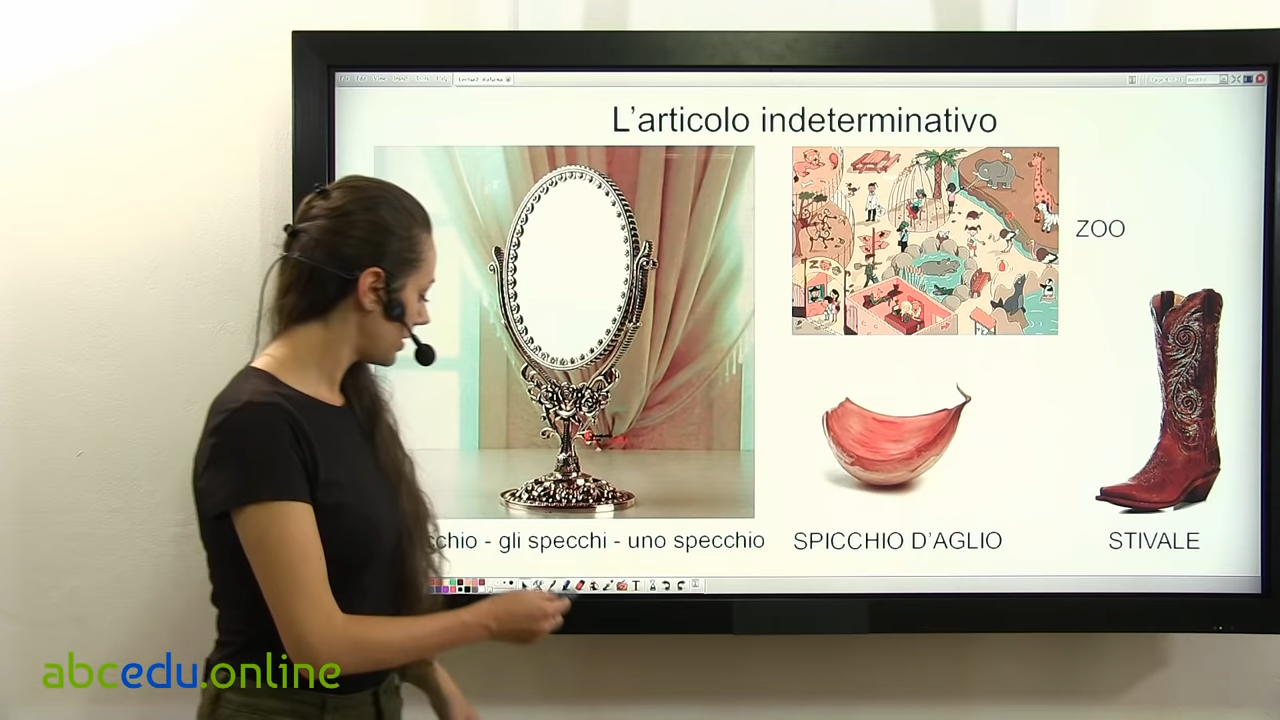 L'articolo indeterminativo
ZOO
cchio - gli specchi - uno specchio
SPICCHIO D'AGLIO
STIVALE
abcedu.online